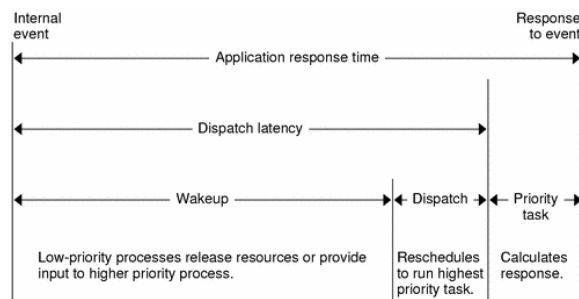 Internal
event
Response
to event
Application response time
Dispatch latency
Wakeup
Dispatch
Priority
task
Low-priority processes release resources or provide
input to higher priority process.
Reschedules
to run highest
priority task.
Calculates
response.